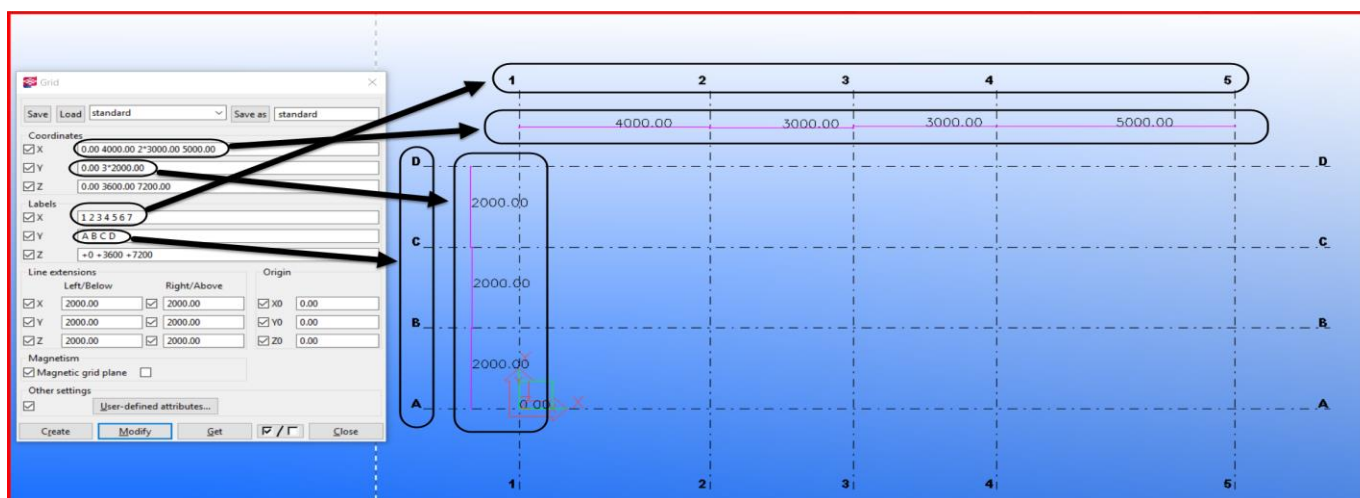 Grid
Save Load standard Save as standard
Coordinates
X 0.00 4000.00 2*3000.00 5000.00
Y 0.00 3*2000.00
Z 0.00 3600.00 7200.00
Labels
X 1 2 3 4 5 6 7
Y A B C D
Z +0 +3600 +7200
Line extensions Origin
Left/Below Right/Above
X 2000.00 2000.00 X0 0.00
Y 2000.00 2000.00 Y0 0.00
Z 2000.00 2000.00 Z0 0.00
Magnetism
Magnetic grid plane
Other settings
User-defined attributes...
Create Modify Get / Close
1 2 3 4 5
4000.00 3000.00 3000.00 5000.00
D D
2000.00
C C
2000.00
B B
2000.00
A 0.00 X A
1 2 3 4 5